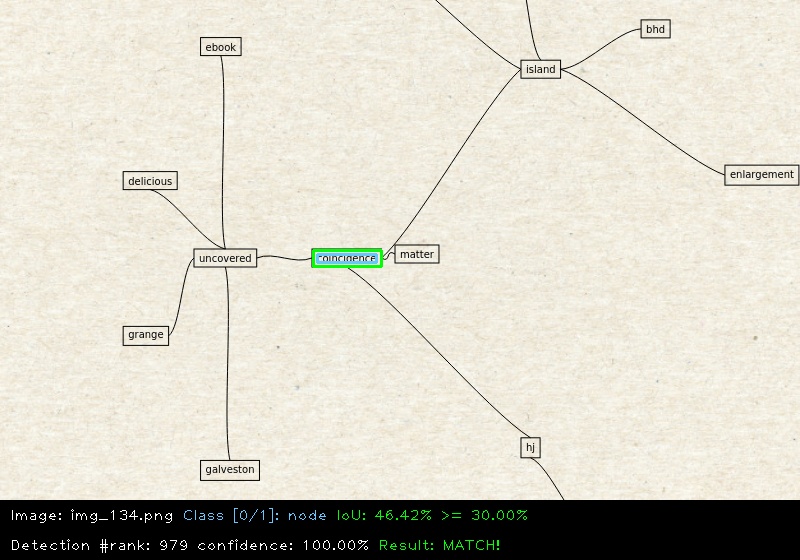 bhd
ebook
island
enlargement
delicious
matter
uncovered
coincidence
grange
hj
galveston
Image: img_134.png Class [0/1]: node IoU: 46.42% >= 30.00%
Detection #rank: 979 confidence: 100.00% Result: MATCH!